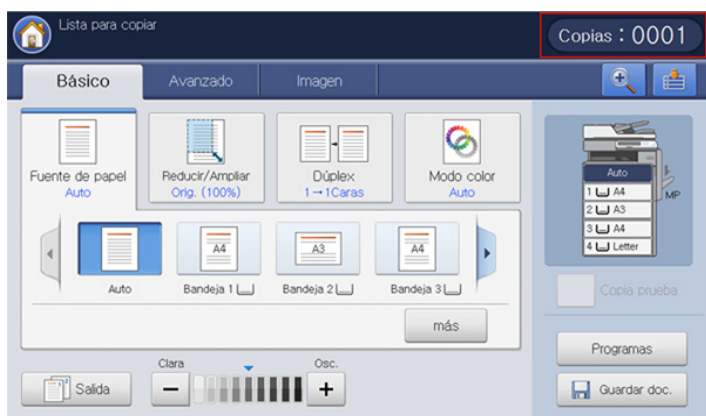 Lista para copiar
Copias : 0001
Básico
Avanzado
Imagen
Fuente de papel
Auto
Reducir/Ampliar
Orig. (100%)
Dúplex
1→1Caras
Modo color
Auto
Auto
A4
Bandeja 1
A3
Bandeja 2
A4
Bandeja 3
más
Salida
Clara
Osc.
Auto
1 A4
2 A3
3 A4
4 Letter
MP
Copia prueba
Programas
Guardar doc.